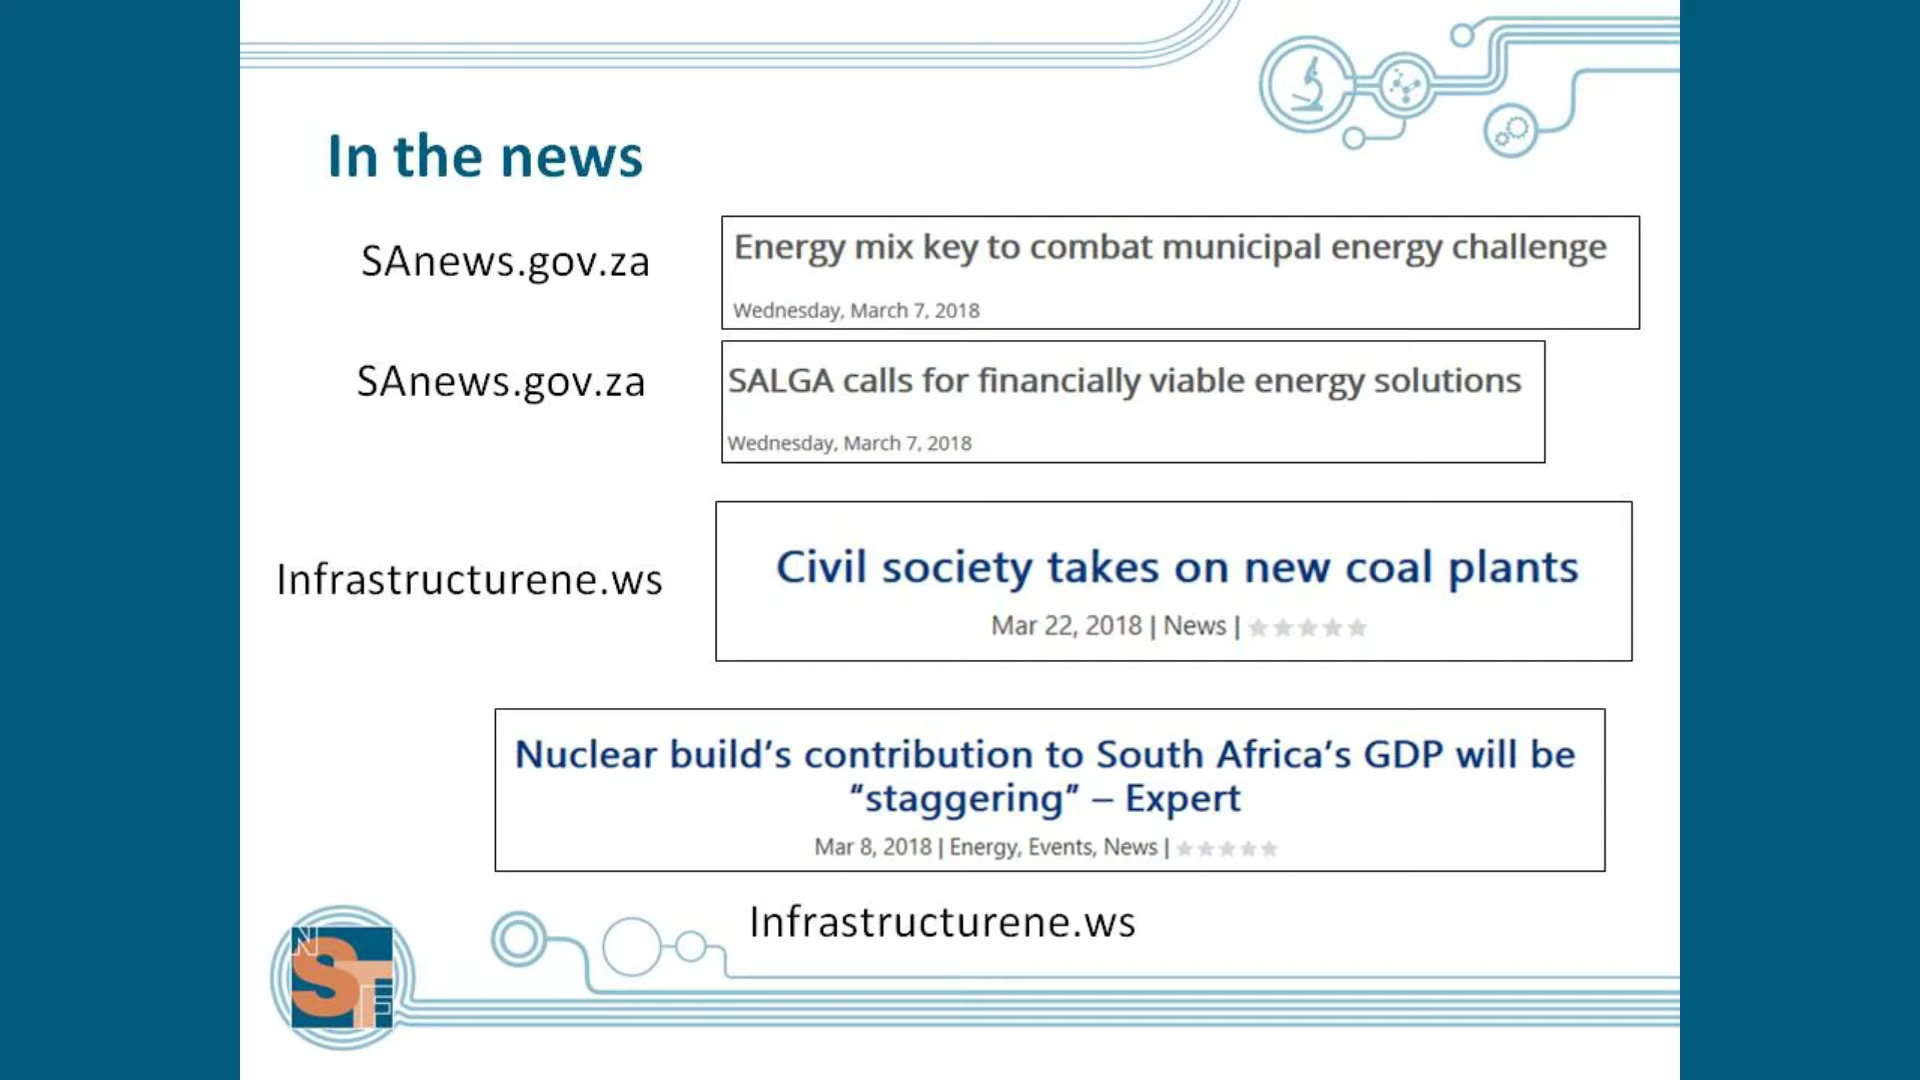 In the news
SAnews.gov.za
Energy mix key to combat municipal energy challenge
Wednesday, March 7, 2018
SAnews.gov.za
SALGA calls for financially viable energy solutions
Wednesday, March 7, 2018
Infrastructurene.ws
Civil society takes on new coal plants
Mar 22, 2018 | News |
Nuclear build’s contribution to South Africa’s GDP will be
“staggering” – Expert
Mar 8, 2018 | Energy, Events, News |
Infrastructurene.ws
NSTF